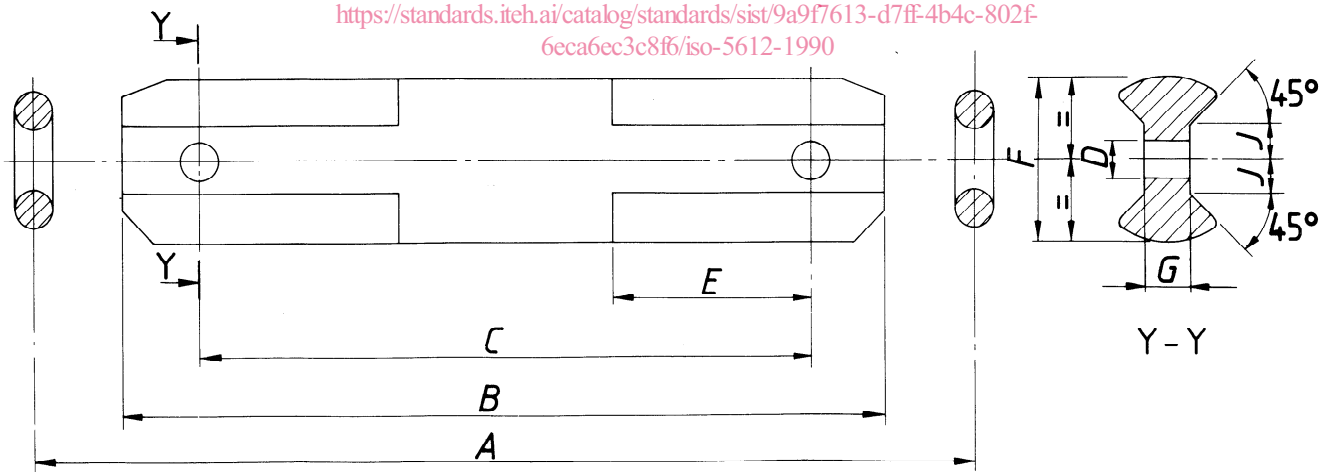 https://standards.iteh.ai/catalog/standards/sist/9a9f7613-d7ff-4b4c-802f-
6eca6ec3c8f6/iso-5612-1990
Y
45°
=
F
D
J
J
=
45°
Y
E
G
C
Y-Y
B
A